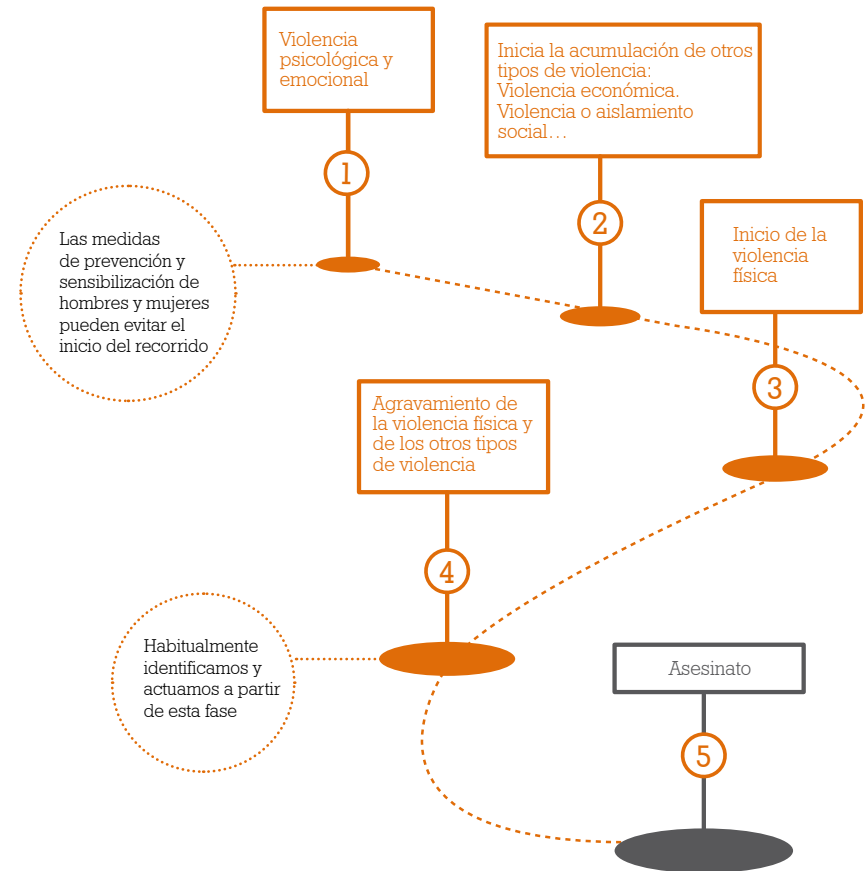 Violencia
psicológica y
emocional
1
Inicia la acumulación de otros
tipos de violencia:
Violencia económica.
Violencia o aislamiento
social…
2
Las medidas
de prevención y
sensibilización de
hombres y mujeres
pueden evitar el
inicio del recorrido
Inicio de la
violencia
física
3
Agravamiento de
la violencia física y
de los otros tipos
de violencia
4
Habitualmente
identificamos y
actuamos a partir
de esta fase
Asesinato
5